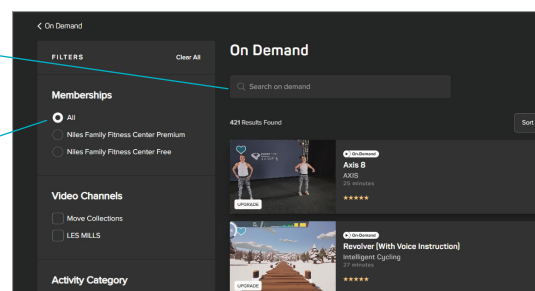 On Demand
FILTERS
Clear All
Memberships
All
Niles Family Fitness Center Premium
Niles Family Fitness Center Free
Video Channels
Move Collections
LES MILLS
Activity Category
On Demand
Search on demand
421 Results Found
Sort
On-Demand
Axis 8
AXIS
25 minutes
UPGRADE
On-Demand
Revolver (With Voice Instruction)
Intelligent Cycling
27 minutes
UPGRADE